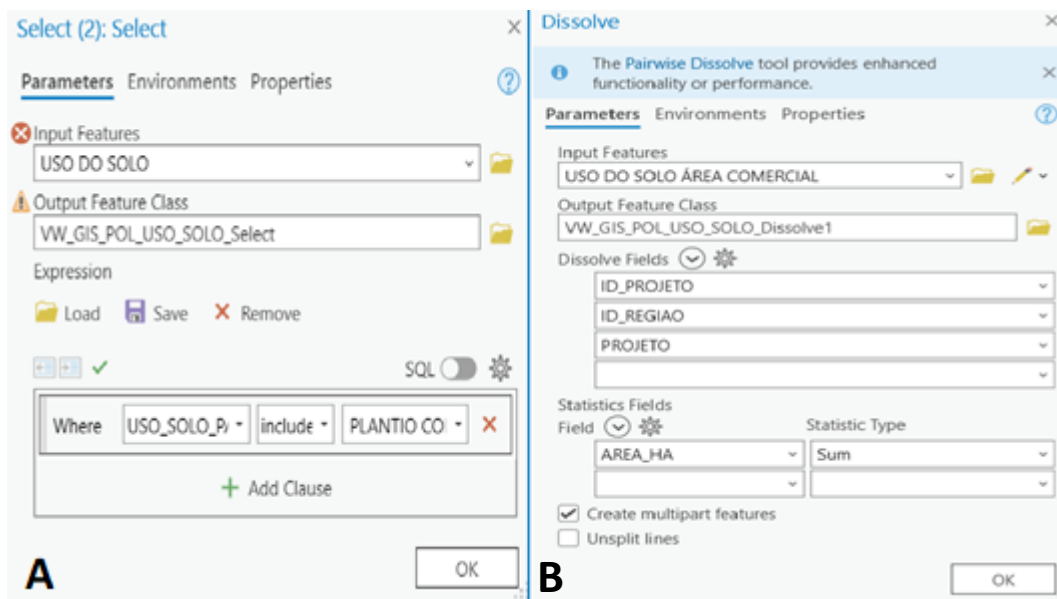 Select (2): Select
Parameters Environments Properties
Input Features
USO DO SOLO
Output Feature Class
VW_GIS_POL_USO_SOLO_Select
Expression
Load Save Remove
SQL
Where USO_SOLO_P/ include PLANTIO CO
Add Clause
OK
A
Dissolve
The Pairwise Dissolve tool provides enhanced
functionality or performance.
Parameters Environments Properties
Input Features
USO DO SOLO ÁREA COMERCIAL
Output Feature Class
VW_GIS_POL_USO_SOLO_Dissolve1
Dissolve Fields
ID_PROJETO
ID_REGIAO
PROJETO
Statistics Fields
Field Statistic Type
AREA_HA Sum
Create multipart features
Unsplit lines
OK
B